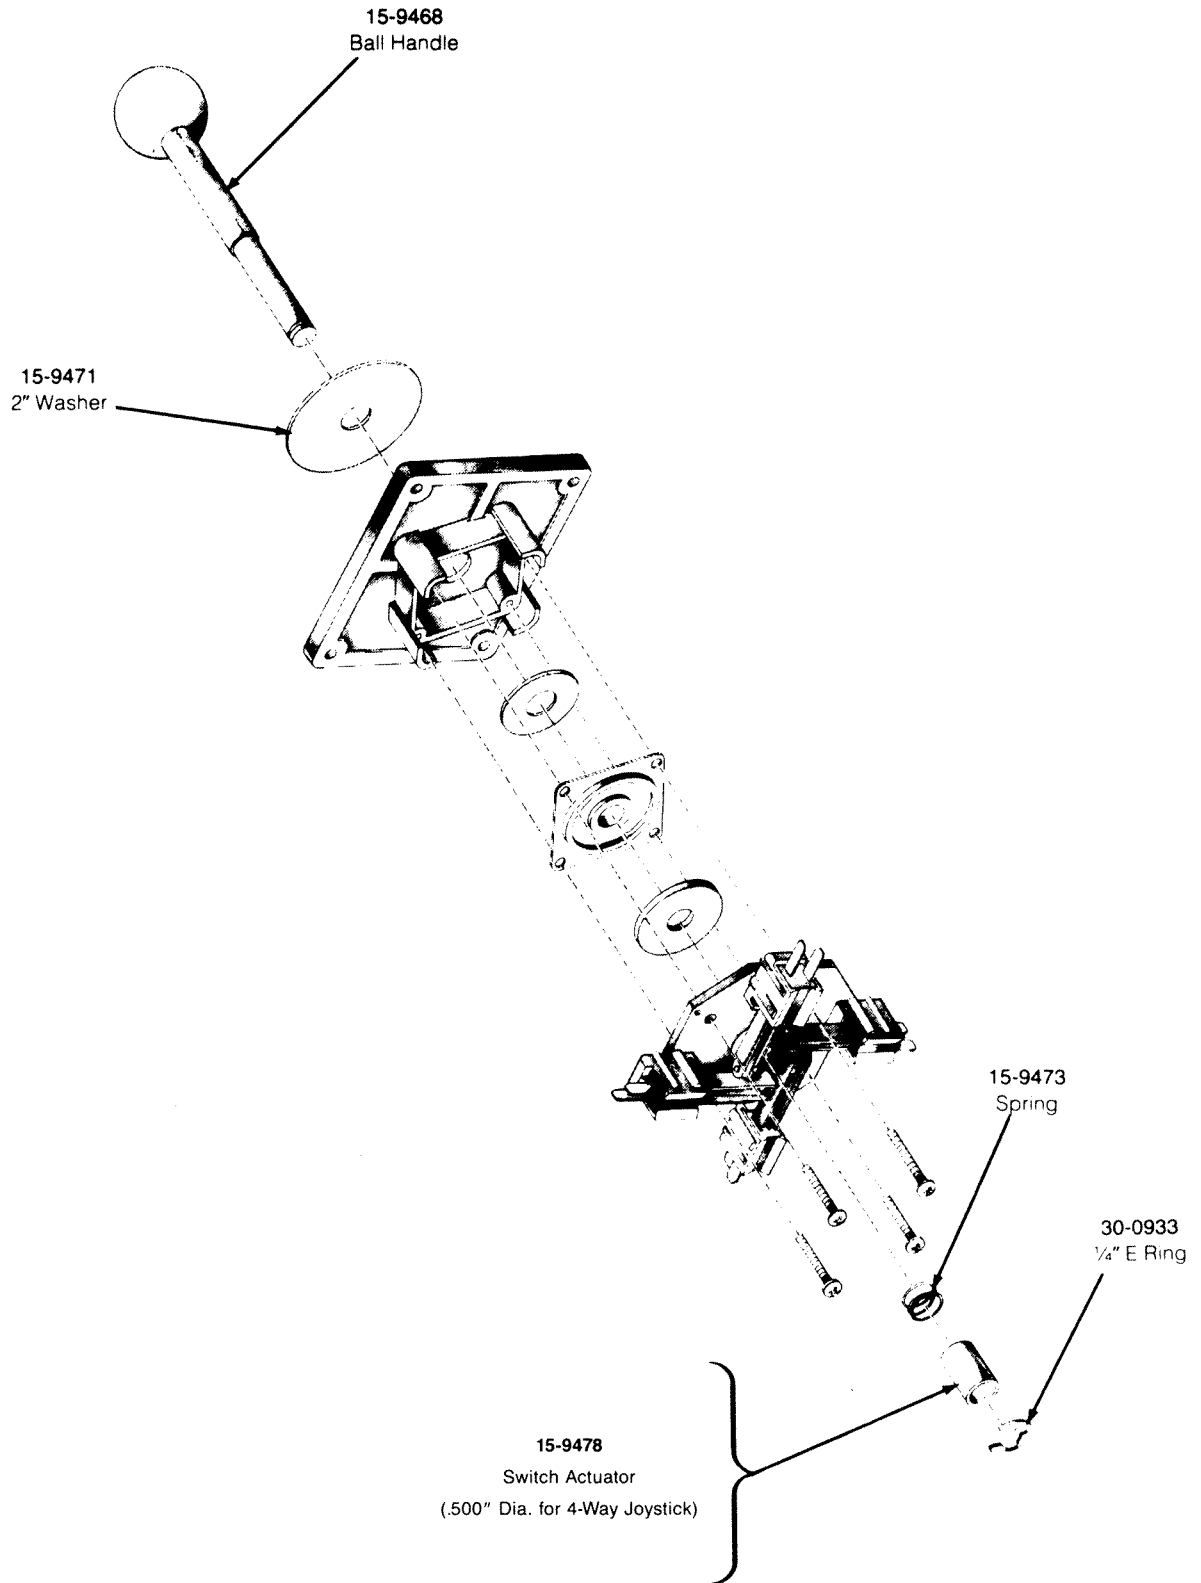 15-9468
Ball Handle
15-9471
2" Washer
15-9473
Spring
30-0933
¼" E Ring
15-9478
Switch Actuator
(.500" Dia. for 4-Way Joystick)